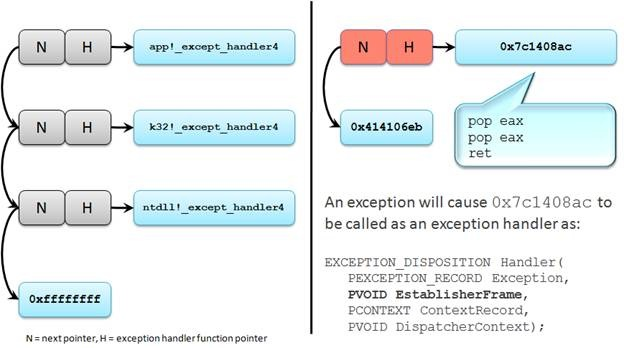 N H app!_except_handler4
N H k32!_except_handler4
N H ntdll!_except_handler4
0xffffffff
N = next pointer, H = exception handler function pointer
N H 0x7c1408ac
0x414106eb
pop eax
pop eax
ret
An exception will cause 0x7c1408ac to
be called as an exception handler as:
EXCEPTION_DISPOSITION Handler(
PEXCEPTION_RECORD Exception,
PVOID EstablisherFrame,
PCONTEXT ContextRecord,
PVOID DispatcherContext);